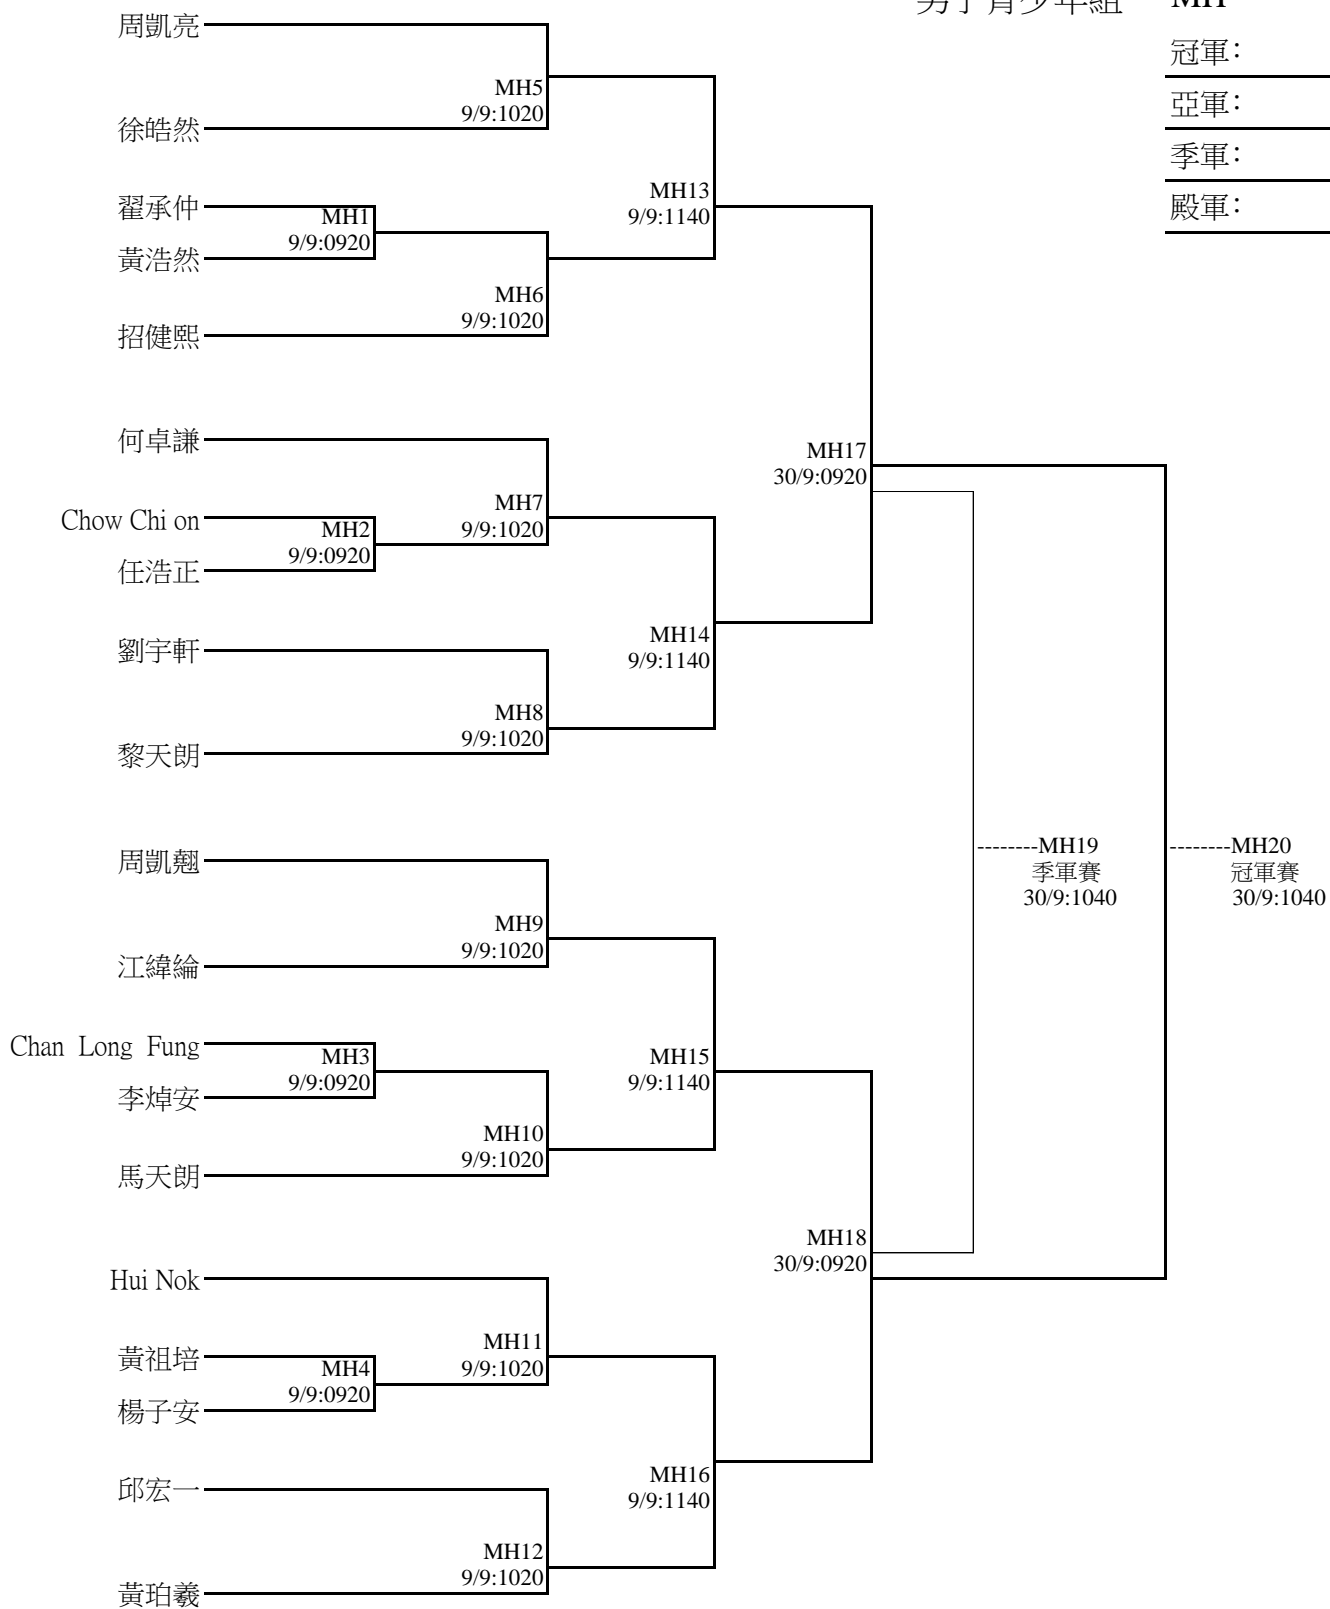 男子青少年組 MH
冠軍:
亞軍:
季軍:
殿軍:
周凱亮
MH5
9/9:1020
徐皓然
翟承仲
MH1
9/9:0920
黃浩然
MH13
9/9:1140
MH6
9/9:1020
招健熙
何卓謙
MH17
30/9:0920
Chow Chi on
MH2
9/9:0920
任浩正
MH7
9/9:1020
劉宇軒
MH14
9/9:1140
MH8
9/9:1020
黎天朗
周凱翹
--------MH19
季軍賽
30/9:1040
--------MH20
冠軍賽
30/9:1040
MH9
9/9:1020
江緯綸
Chan Long Fung
MH3
9/9:0920
李焯安
MH15
9/9:1140
MH10
9/9:1020
馬天朗
MH18
30/9:0920
Hui Nok
黃祖培
MH4
9/9:0920
楊子安
MH11
9/9:1020
邱宏一
MH16
9/9:1140
MH12
9/9:1020
黃珀羲